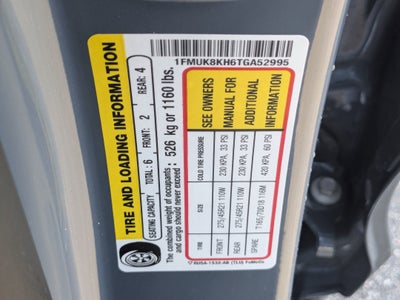 1FMUK8KH6TGA52995
TIRE AND LOADING INFORMATION
SEATING CAPACITY TOTAL: 6 FRONT: 2 REAR: 4
The combined weight of occupants and cargo should never exceed: 526 kg or 1160 lbs.
TIRE SIZE COLD TIRE PRESSURE
FRONT 275/45R21 110W 230 KPA, 33 PSI
REAR 275/45R21 110W 230 KPA, 33 PSI
SPARE T165/70D18 116M 420 KPA, 60 PSI
SEE OWNERS
MANUAL FOR
ADDITIONAL
INFORMATION
FoMoCo